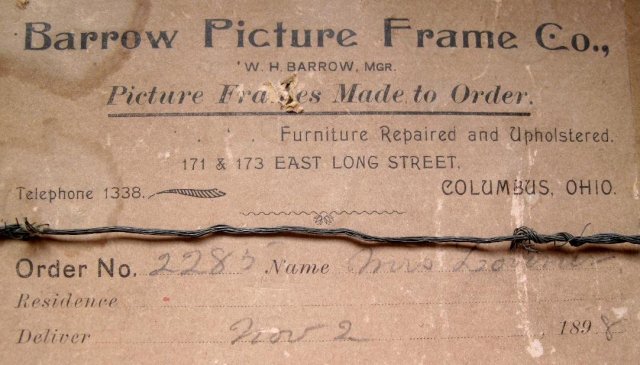 Barrow Picture Frame Co.,
W. H. BARROW, MGR.
Picture Frames Made to Order.
Furniture Repaired and Upholstered.
171 & 173 EAST LONG STREET,
Telephone 1338. COLUMBUS, OHIO.
Order No. 2285 Name Mrs
Residence
Deliver Nov 2, 1898